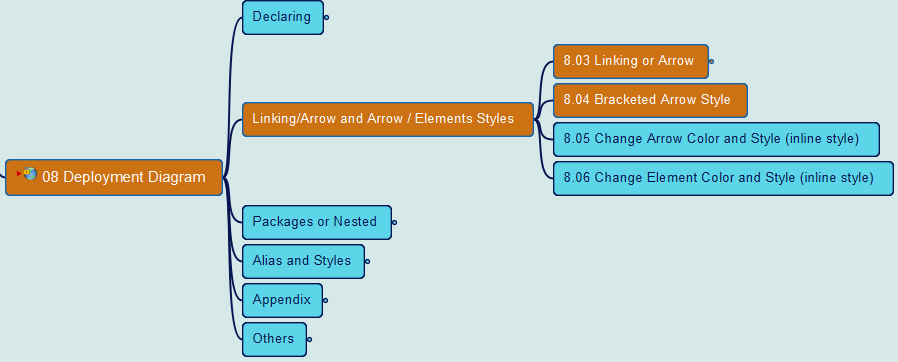 08 Deployment Diagram
Declaring
Linking/Arrow and Arrow / Elements Styles
8.03 Linking or Arrow
8.04 Bracketed Arrow Style
8.05 Change Arrow Color and Style (inline style)
8.06 Change Element Color and Style (inline style)
Packages or Nested
Alias and Styles
Appendix
Others